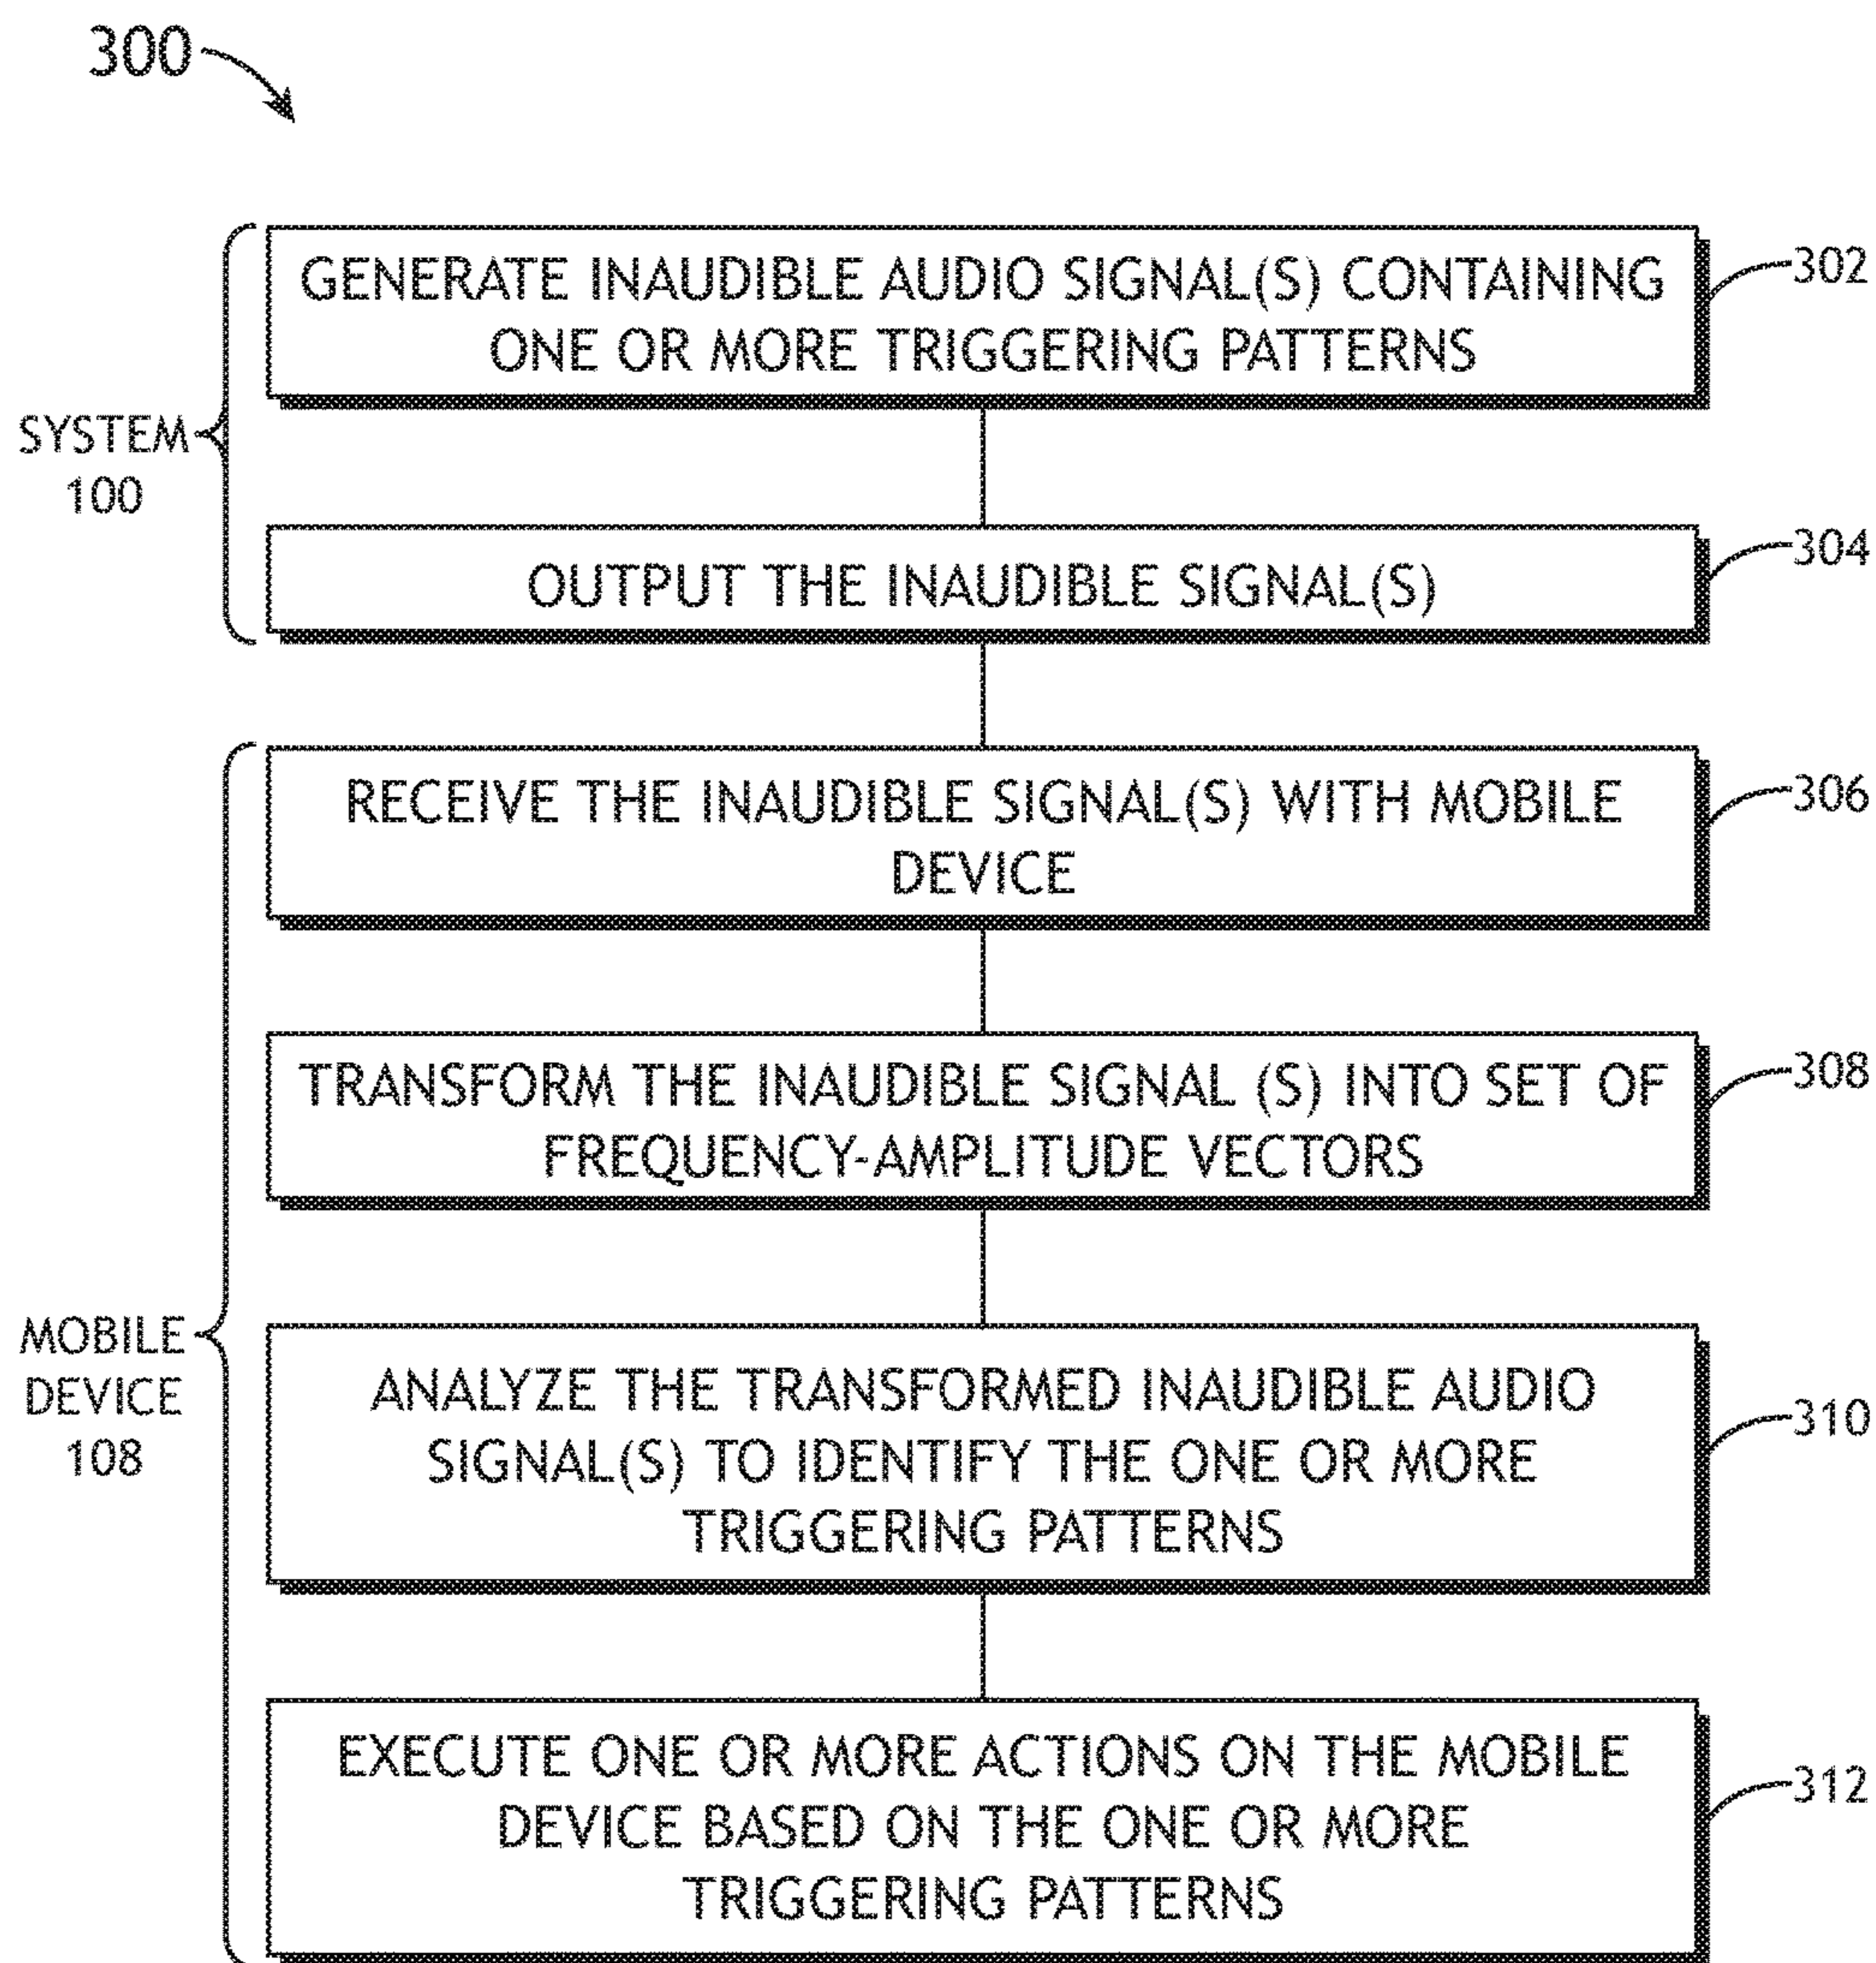 300
GENERATE INAUDIBLE AUDIO SIGNAL(S) CONTAINING
ONE OR MORE TRIGGERING PATTERNS
302
SYSTEM
100
OUTPUT THE INAUDIBLE SIGNAL(S)
304
RECEIVE THE INAUDIBLE SIGNAL(S) WITH MOBILE
DEVICE
306
TRANSFORM THE INAUDIBLE SIGNAL (S) INTO SET OF
FREQUENCY-AMPLITUDE VECTORS
308
MOBILE
DEVICE
108
ANALYZE THE TRANSFORMED INAUDIBLE AUDIO
SIGNAL(S) TO IDENTIFY THE ONE OR MORE
TRIGGERING PATTERNS
310
EXECUTE ONE OR MORE ACTIONS ON THE MOBILE
DEVICE BASED ON THE ONE OR MORE
TRIGGERING PATTERNS
312